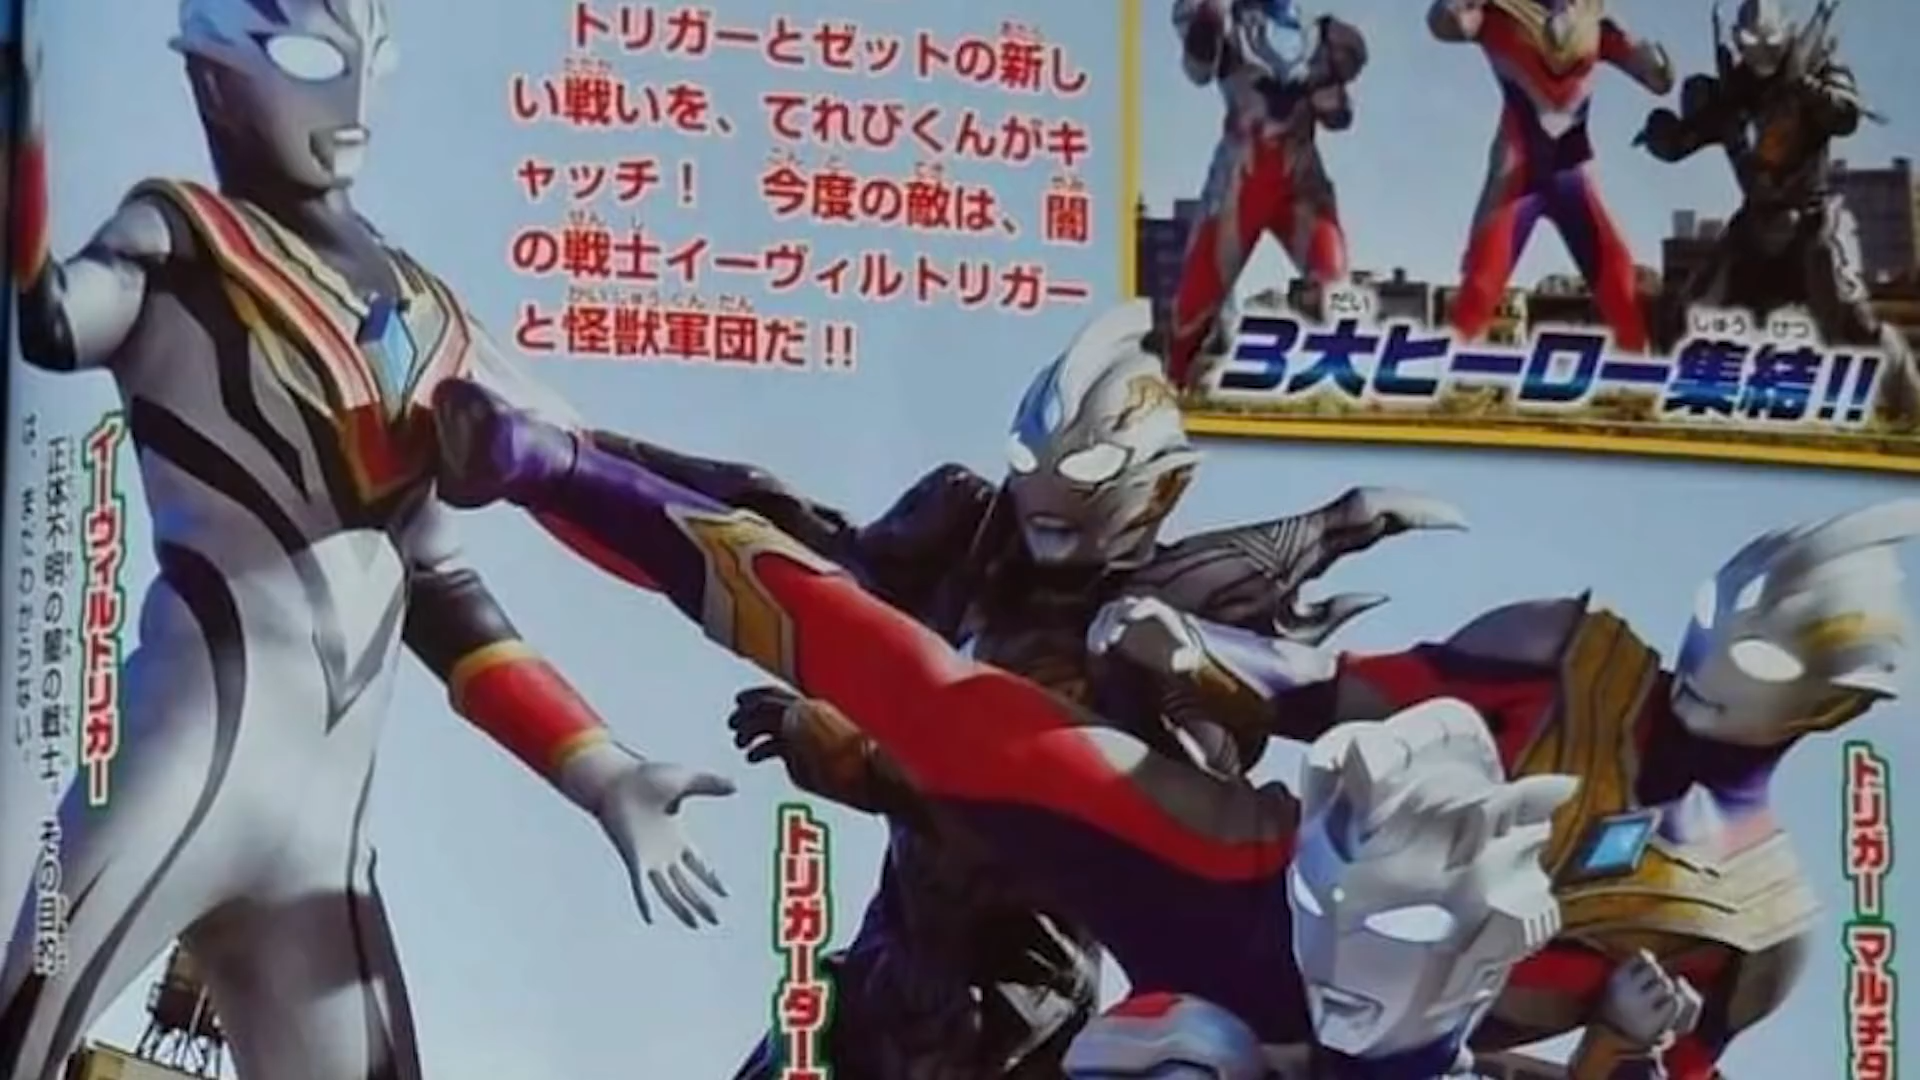 トリガーとゼットの新し
い戦いを、てれびくんがキ
ャッチ！　今度の敵は、闇
の戦士イーヴィルトリガー
と怪獣軍団だ!!
3大ヒーロー集結!!
イーヴィルトリガー
正体不明の闇の戦士。その目的
は、まだわからない。
トリガーダーク
トリガー マルチタ